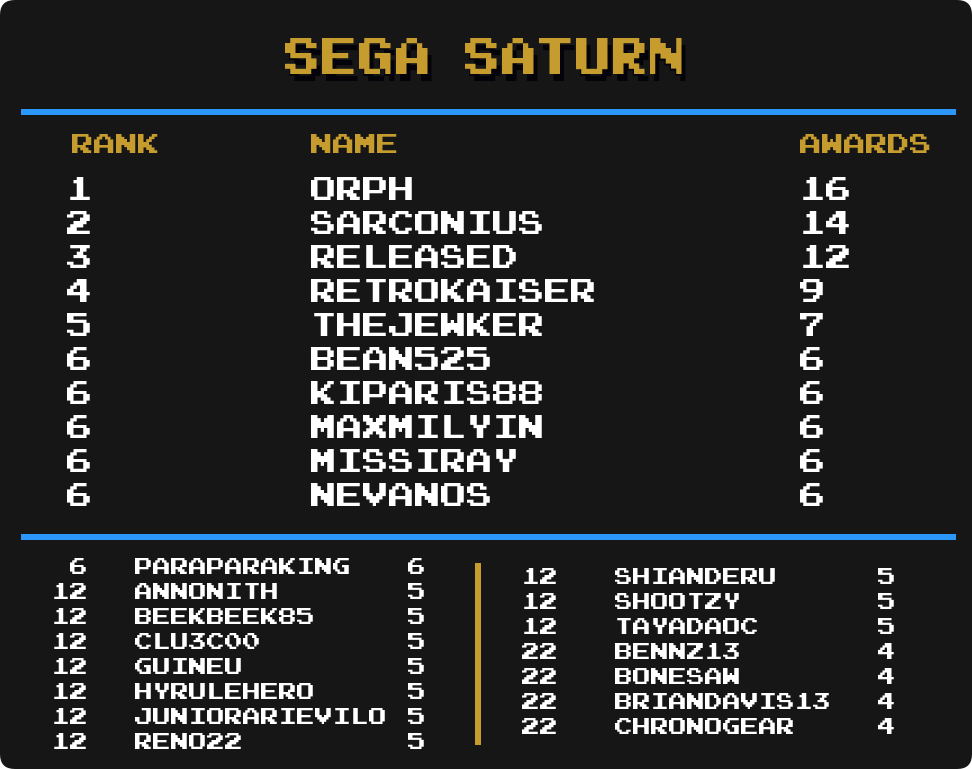 SEGA SATURN
RANK NAME AWARDS
1 ORPH 16
2 SARCONIUS 14
3 RELEASED 12
4 RETROKAISER 9
5 THEJEWKER 7
6 BEAN525 6
6 KIPARIS88 6
6 MAXMILYIN 6
6 MISSIRAY 6
6 NEVANOS 6
6 PARAPARAKING 6
12 ANNONITH 5
12 BEEKBEEK85 5
12 CLU3C00 5
12 GUINEU 5
12 HYRULEHERO 5
12 JUNIORARIEVILO 5
12 RENO22 5
12 SHIANDERU 5
12 SHOOTZY 5
12 TAYADAOC 5
22 BENNZ13 4
22 BONESAW 4
22 BRIANDAVIS13 4
22 CHRONOGEAR 4